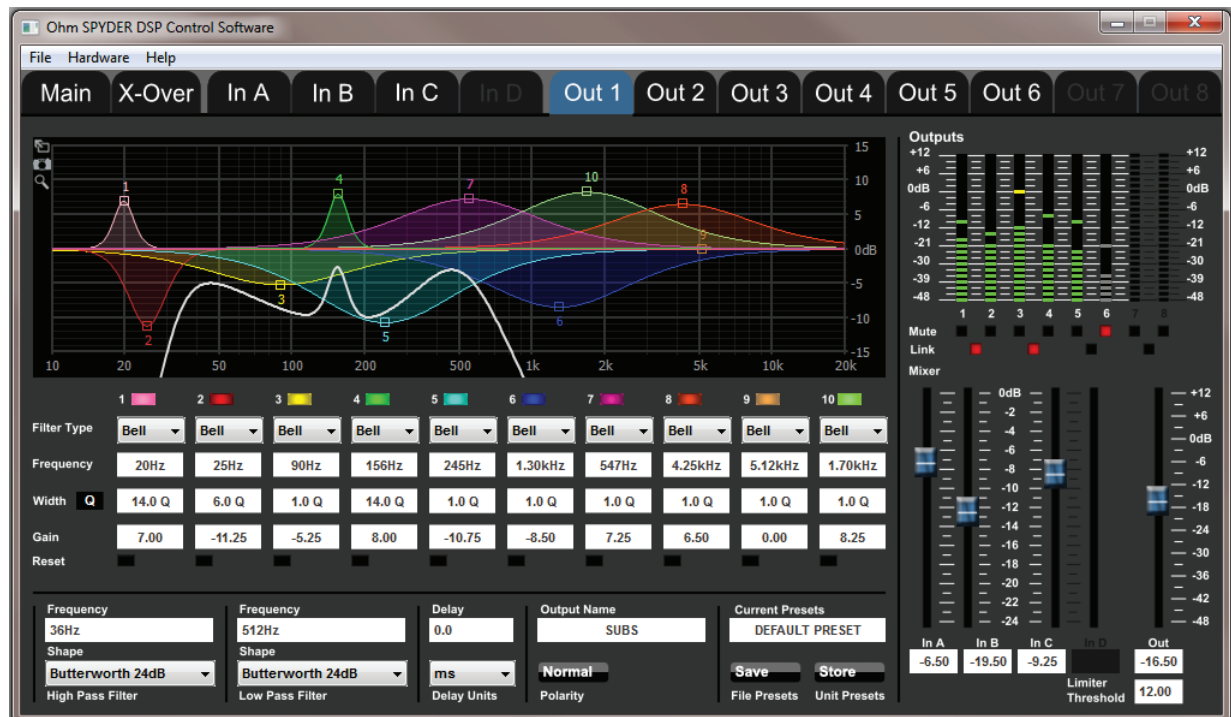 Ohm SPYDER DSP Control Software
File Hardware Help
Main X-Over In A In B In C In D Out 1 Out 2 Out 3 Out 4 Out 5 Out 6 Out 7 Out 8
15
10
5
0dB
-5
-10
-15
1 2 3 4 5 6 7 8 9 10
10 20 50 100 200 500 1k 2k 5k 10k 20k
1 2 3 4 5 6 7 8 9 10
Filter Type Bell Bell Bell Bell Bell Bell Bell Bell Bell Bell
Frequency 20Hz 25Hz 90Hz 156Hz 245Hz 1.30kHz 547Hz 4.25kHz 5.12kHz 1.70kHz
Width Q 14.0 Q 6.0 Q 1.0 Q 14.0 Q 1.0 Q 1.0 Q 1.0 Q 1.0 Q 1.0 Q 1.0 Q
Gain 7.00 -11.25 -5.25 8.00 -10.75 -8.50 7.25 6.50 0.00 8.25
Reset
Frequency Frequency Delay Output Name Current Presets
36Hz 512Hz 0.0 SUBS DEFAULT PRESET
Shape Shape
Butterworth 24dB Butterworth 24dB ms Normal Save Store
High Pass Filter Low Pass Filter Delay Units Polarity File Presets Unit Presets
Outputs
+12 +12
+6 +6
0dB 0dB
-6 -6
-12 -12
-21 -21
-30 -30
-39 -39
-48 -48
1 2 3 4 5 6 7 8
Mute
Link
Mixer
0dB
-2
-4
-6
-8
-10
-12
-14
-16
-18
-20
-22
-24
+12
+6
0dB
-6
-12
-18
-24
-30
-36
-42
-48
In A In B In C In D Out
-6.50 -19.50 -9.25 -16.50
Limiter
Threshold 12.00